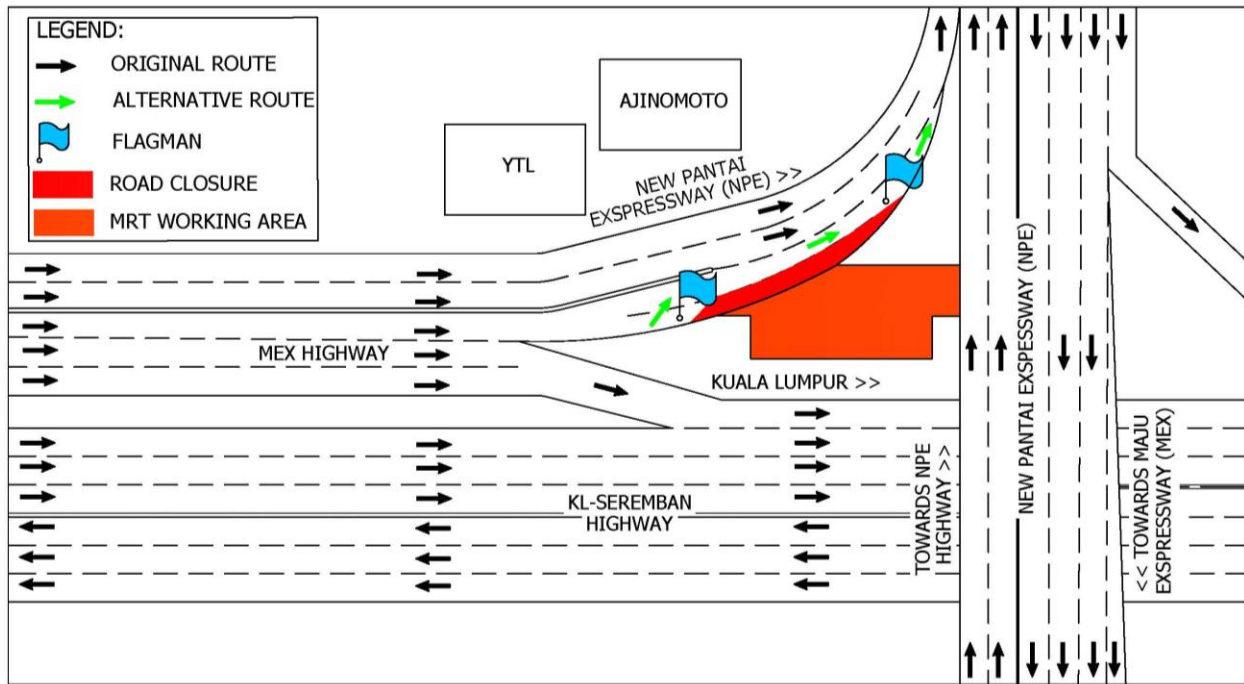 LEGEND:
ORIGINAL ROUTE
ALTERNATIVE ROUTE
FLAGMAN
ROAD CLOSURE
MRT WORKING AREA
AJINOMOTO
YTL
NEW PANTAI
EXSPRESSWAY (NPE) >>
MEX HIGHWAY
KUALA LUMPUR >>
KL-SEREMBAN
HIGHWAY
TOWARDS NPE
HIGHWAY >>
NEW PANTAI EXSPESSWAY (NPE)
<< TOWARDS MAJU
EXSPRESSWAY (MEX)